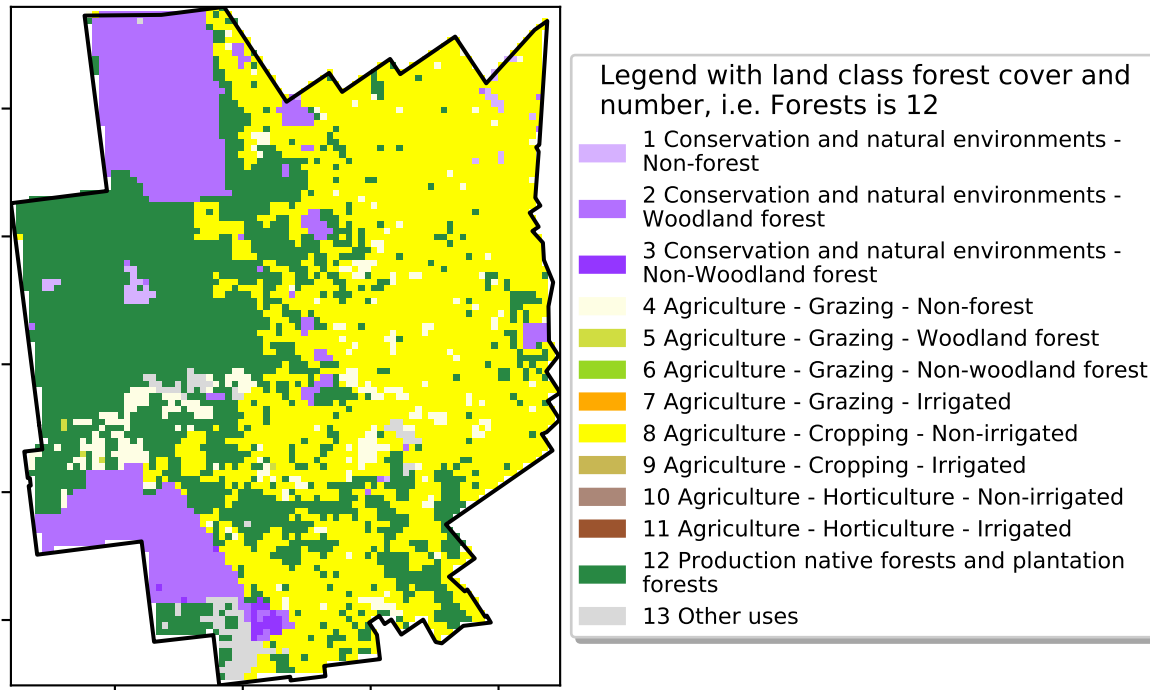 Legend with land class forest cover and
number, i.e. Forests is 12
1 Conservation and natural environments -
Non-forest
2 Conservation and natural environments -
Woodland forest
3 Conservation and natural environments -
Non-Woodland forest
4 Agriculture - Grazing - Non-forest
5 Agriculture - Grazing - Woodland forest
6 Agriculture - Grazing - Non-woodland forest
7 Agriculture - Grazing - Irrigated
8 Agriculture - Cropping - Non-irrigated
9 Agriculture - Cropping - Irrigated
10 Agriculture - Horticulture - Non-irrigated
11 Agriculture - Horticulture - Irrigated
12 Production native forests and plantation
forests
13 Other uses